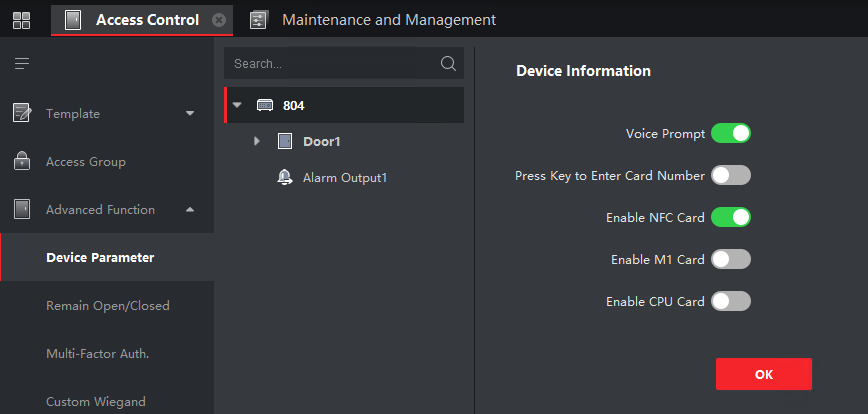 Access Control
Maintenance and Management
Template
Access Group
Advanced Function
Device Parameter
Remain Open/Closed
Multi-Factor Auth.
Custom Wiegand
Search...
804
Door1
Alarm Output1
Device Information
Voice Prompt
Press Key to Enter Card Number
Enable NFC Card
Enable M1 Card
Enable CPU Card
OK